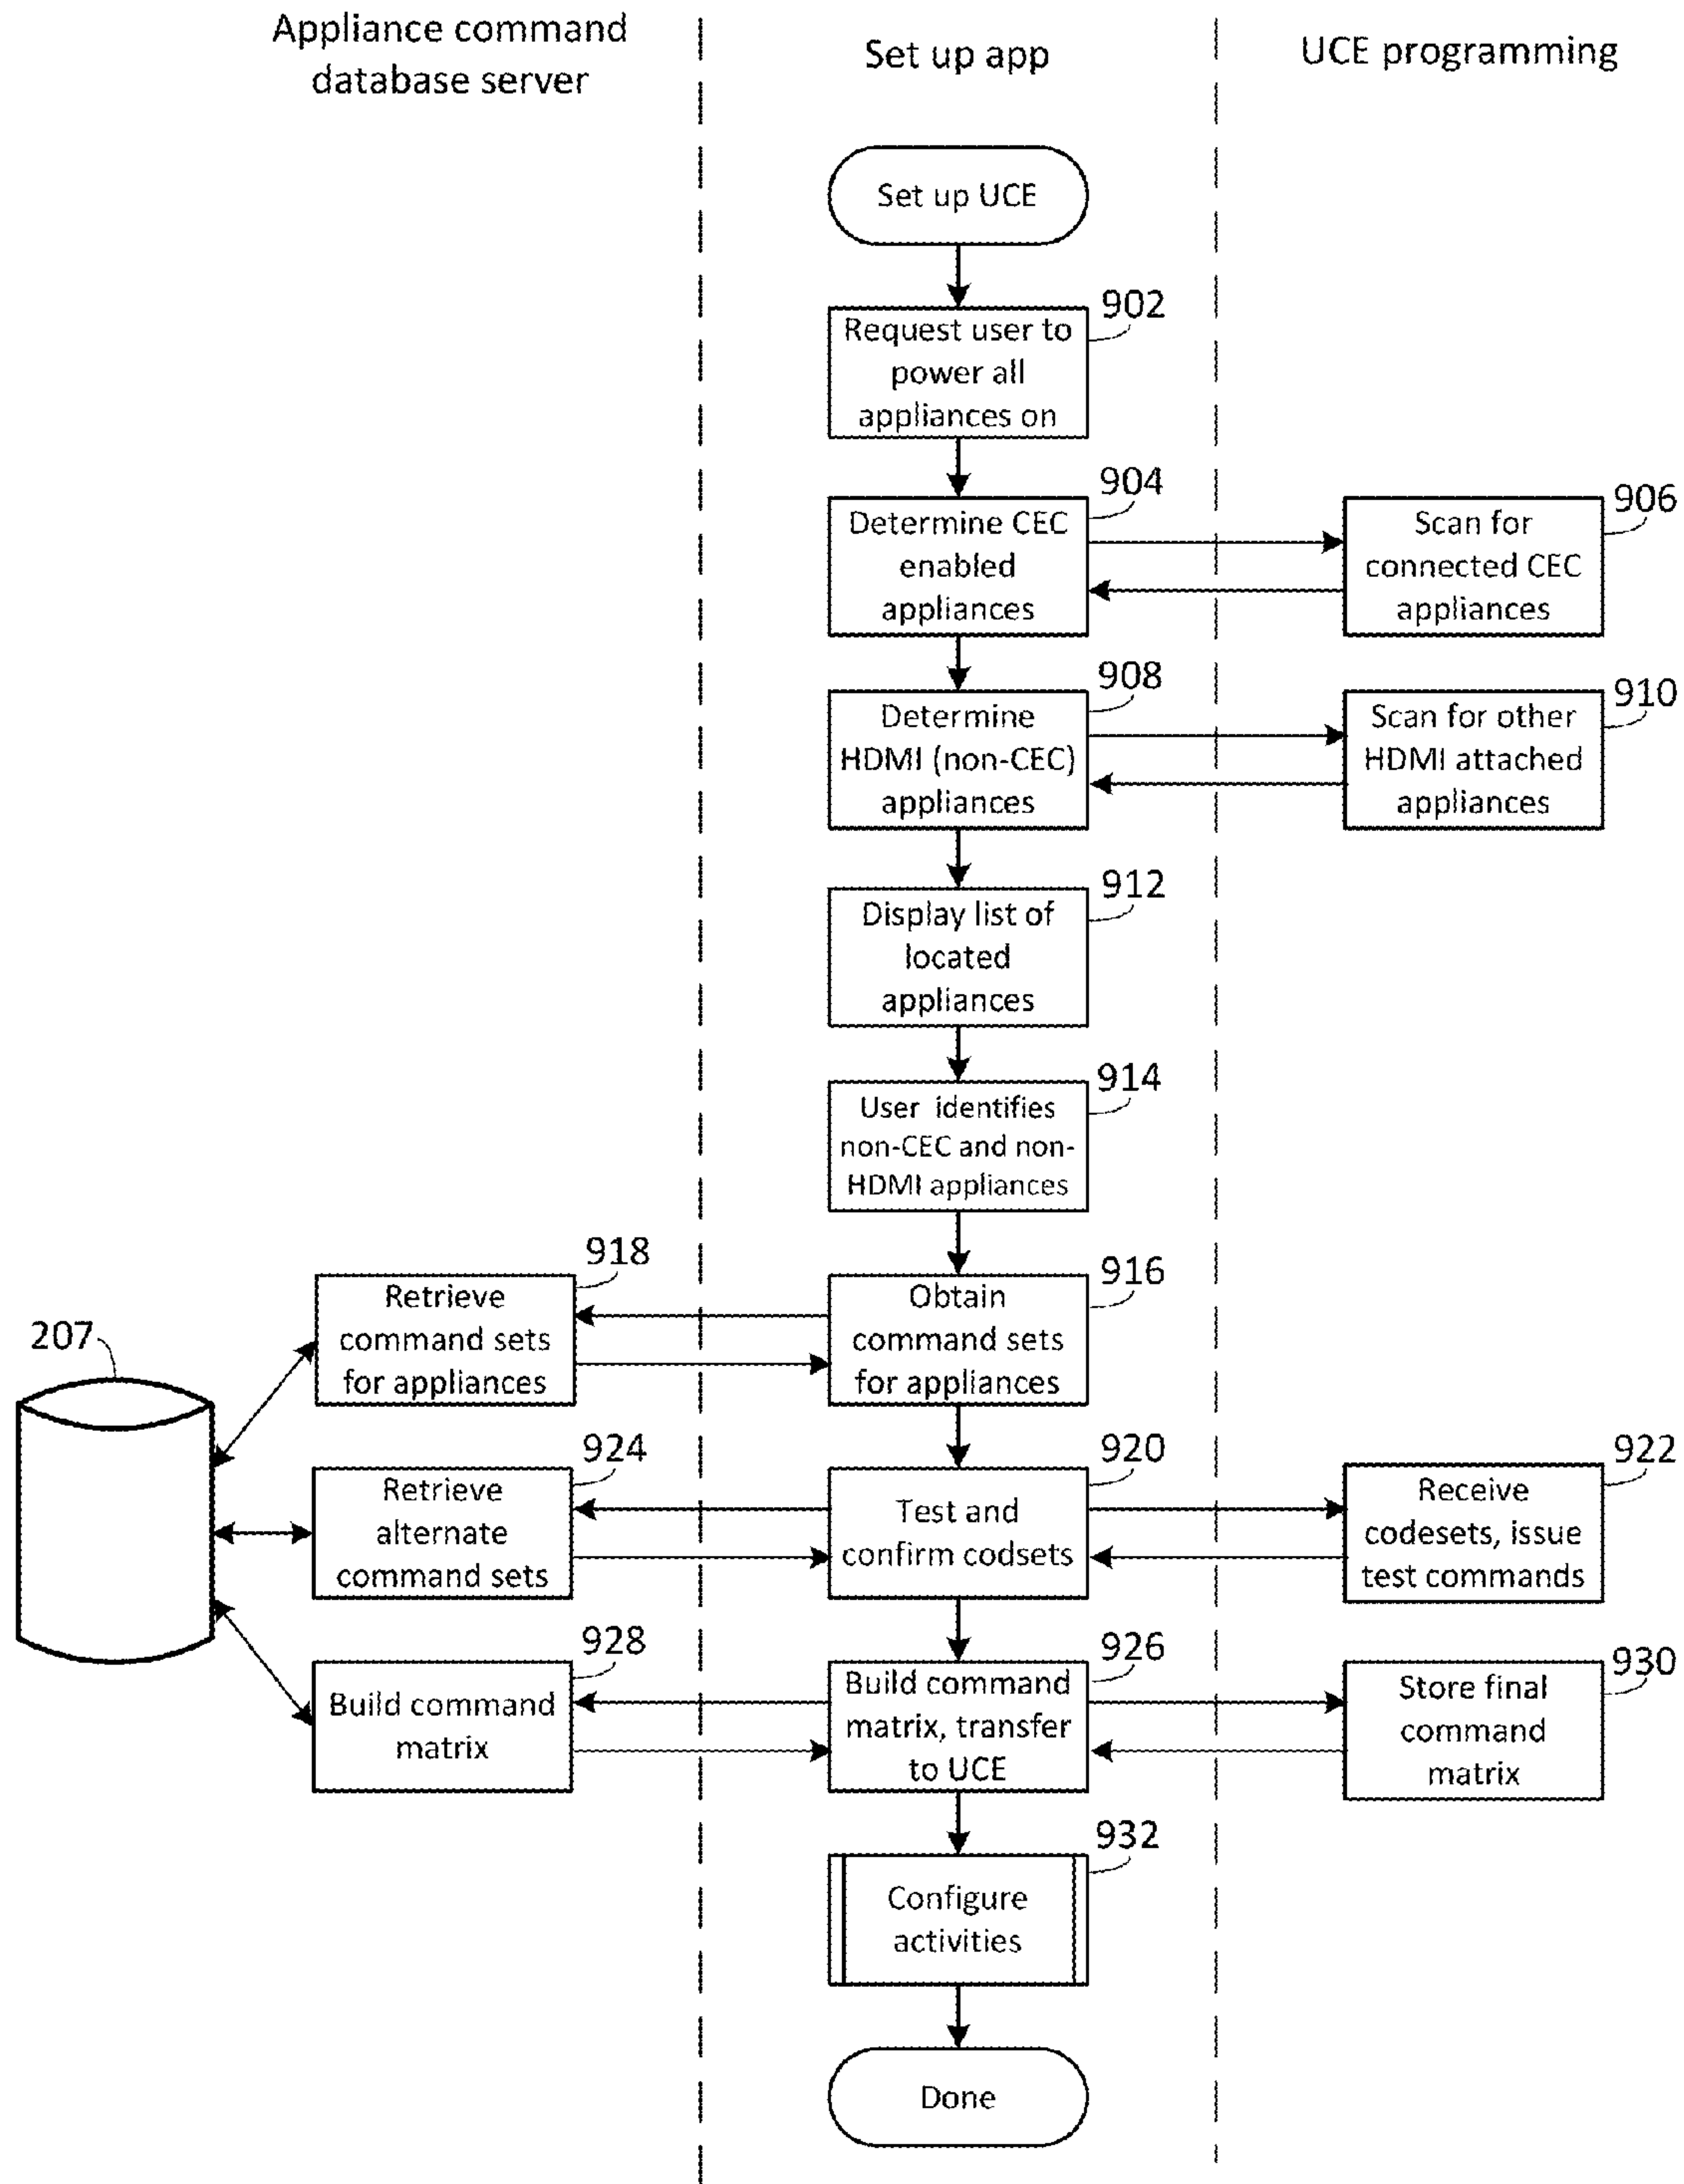 Appliance command
database server
Set up app
UCE programming
Set up UCE
902
Request user to
power all
appliances on
904
Determine CEC
enabled
appliances
906
Scan for
connected CEC
appliances
908
Determine
HDMI (non-CEC)
appliances
910
Scan for other
HDMI attached
appliances
912
Display list of
located
appliances
914
User identifies
non-CEC and non-
HDMI appliances
918
Retrieve
command sets
for appliances
916
Obtain
command sets
for appliances
207
924
Retrieve
alternate
command sets
920
Test and
confirm codsets
922
Receive
codesets, issue
test commands
928
Build command
matrix
926
Build command
matrix, transfer
to UCE
930
Store final
command
matrix
932
Configure
activities
Done